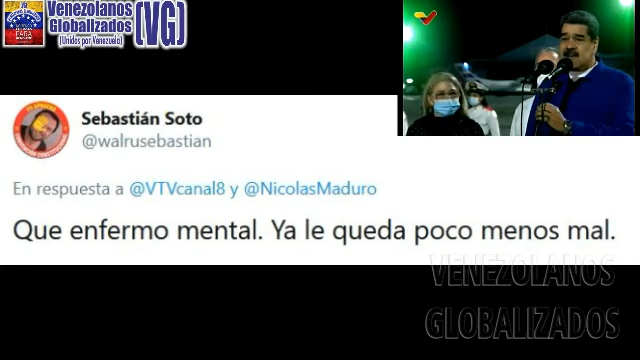 Venezolanos
Globalizados
(Unidos por Venezuela)
(VG)
Sebastián Soto
@walrusebastian
En respuesta a @VTVcanal8 y @NicolasMaduro
Que enfermo mental. Ya le queda poco menos mal.
VENEZOLANOS
GLOBALIZADOS